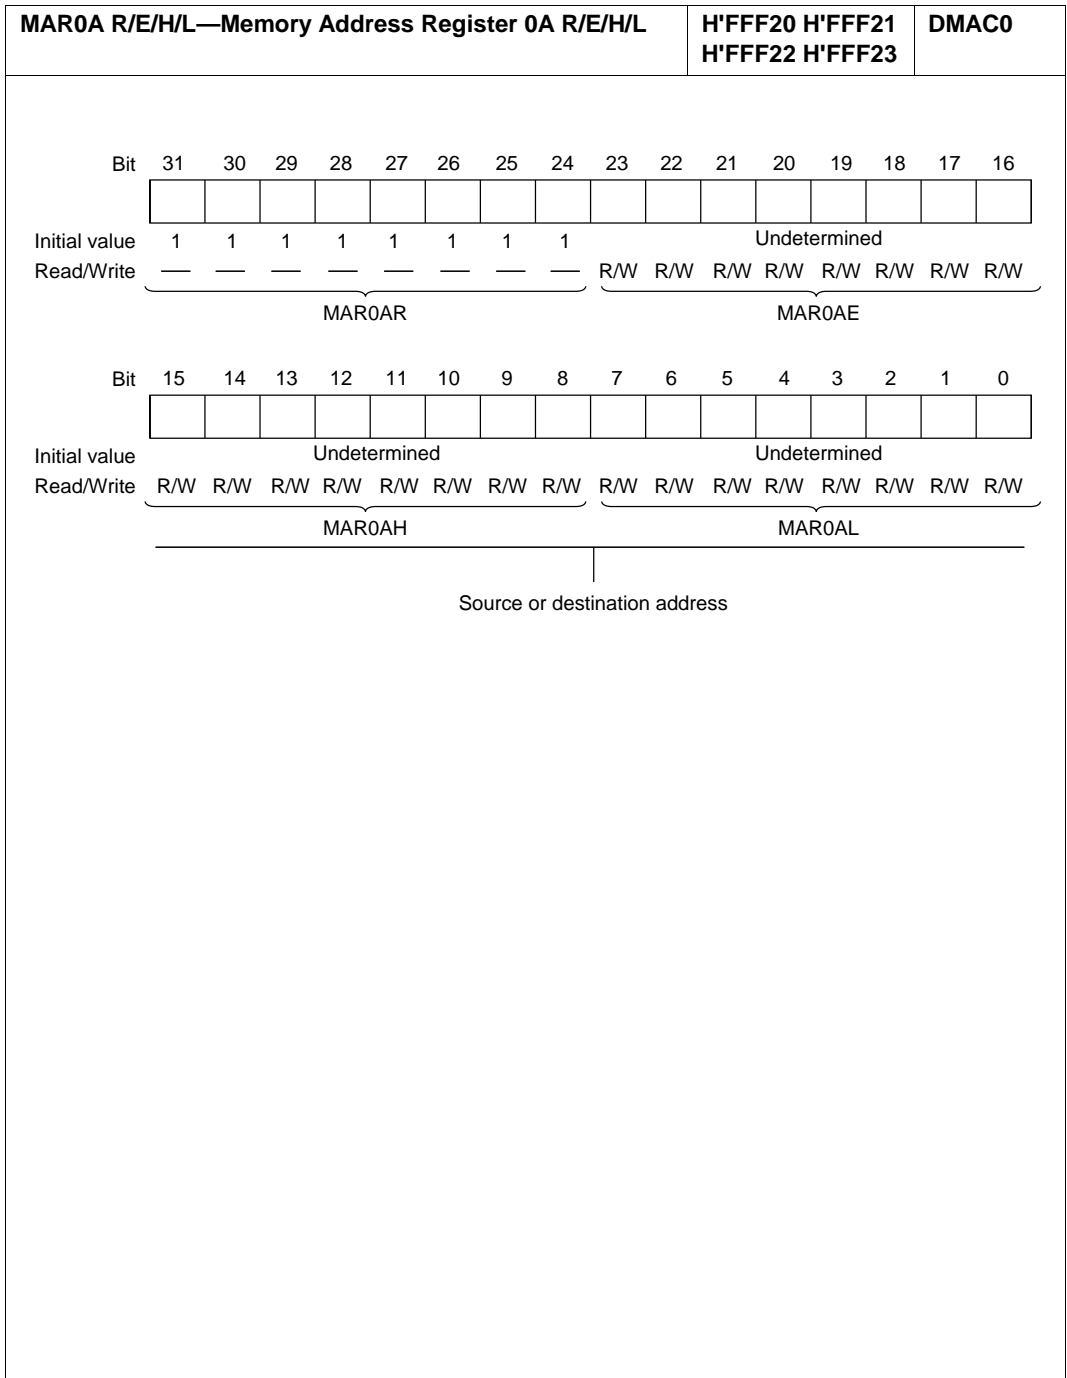 MAR0A R/E/H/L—Memory Address Register 0A R/E/H/L
H'FFF20 H'FFF21
H'FFF22 H'FFF23
DMAC0
Bit 31 30 29 28 27 26 25 24 23 22 21 20 19 18 17 16
Initial value 1 1 1 1 1 1 1 1 Undetermined
Read/Write — — — — — — — — R/W R/W R/W R/W R/W R/W R/W R/W
MAR0AR MAR0AE
Bit 15 14 13 12 11 10 9 8 7 6 5 4 3 2 1 0
Initial value Undetermined Undetermined
Read/Write R/W R/W R/W R/W R/W R/W R/W R/W R/W R/W R/W R/W R/W R/W R/W R/W
MAR0AH MAR0AL
Source or destination address